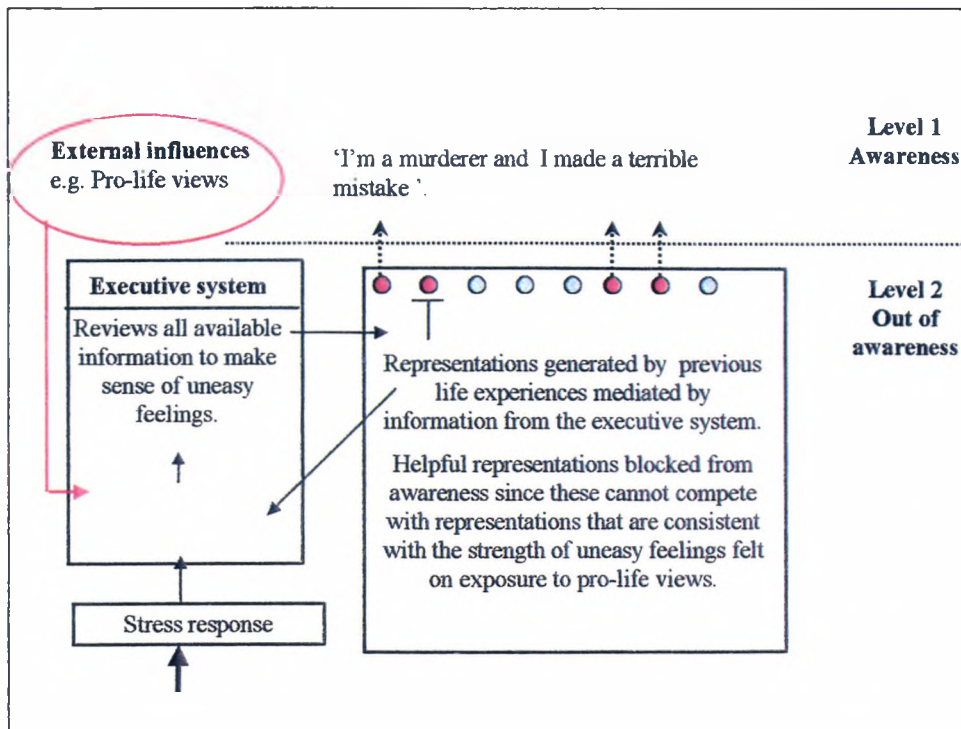 External influences
e.g. Pro-life views
'I'm a murderer and I made a terrible
mistake '.
Level 1
Awareness
Executive system
Reviews all available
information to make
sense of uneasy
feelings.
Stress response
Representations generated by previous
life experiences mediated by
information from the executive system.
Helpful representations blocked from
awareness since these cannot compete
with representations that are consistent
with the strength of uneasy feelings felt
on exposure to pro-life views.
Level 2
Out of
awareness